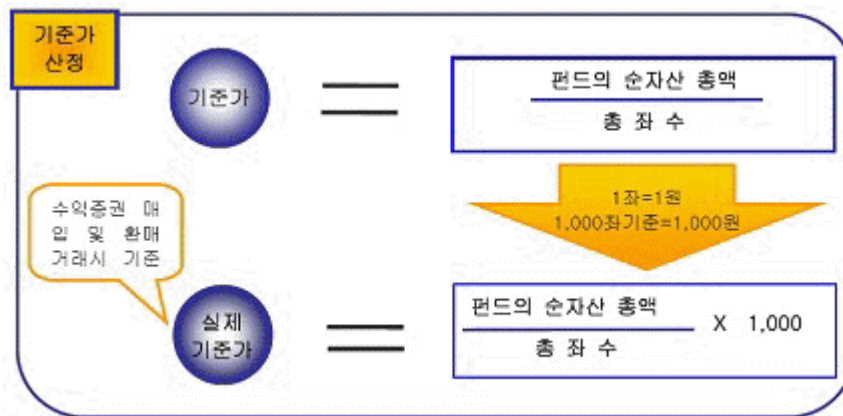 기준가
산정
기준가
펀드의 순자산 총액
총 좌 수
1좌=1원
1,000좌기준=1,000원
수익증권 매
입 및 환매
거래시 기준
실제
기준가
펀드의 순자산 총액
총 좌 수
X 1,000